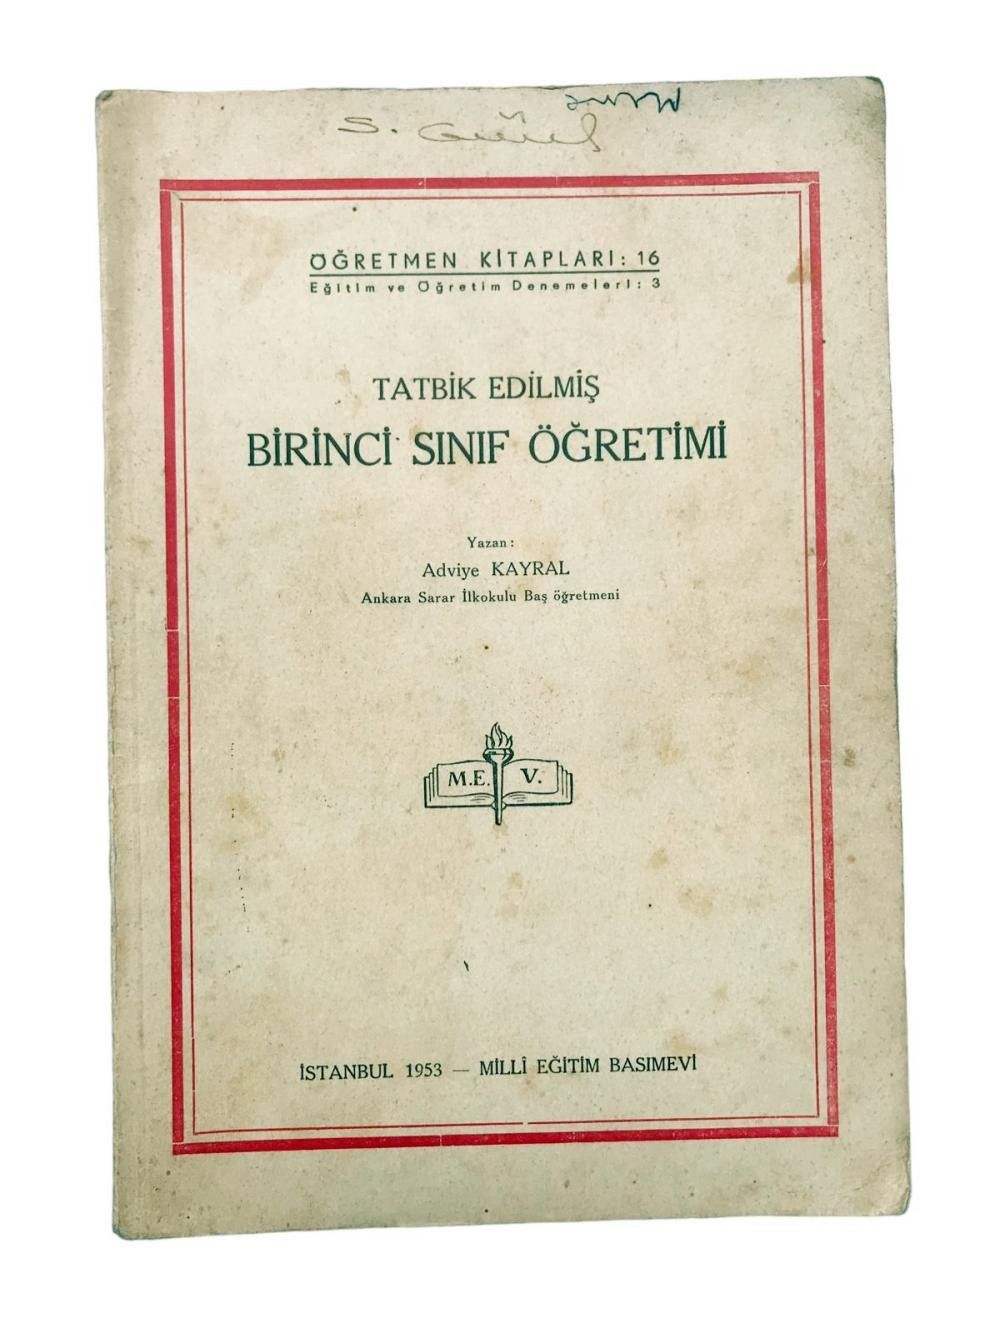 ÖĞRETMEN KİTAPLARI: 16
Eğitim ve Öğretim Denemeleri: 3
TATBİK EDİLMİŞ
BİRİNCİ SINIF ÖĞRETİMİ
Yazan:
Adviye KAYRAL
Ankara Sarar İlkokulu Baş öğretmeni
M.E. V.
İSTANBUL 1953 — MİLLÎ EĞİTİM BASIMEVİ